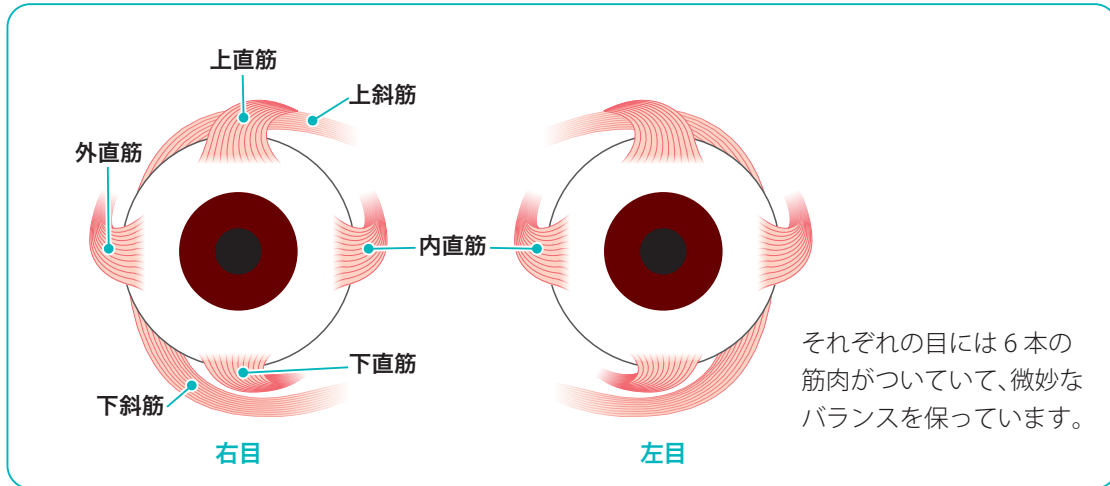 上直筋
上斜筋
外直筋
内直筋
下直筋
下斜筋
右目
左目
それぞれの目には6本の
筋肉がついていて、微妙な
バランスを保っています。